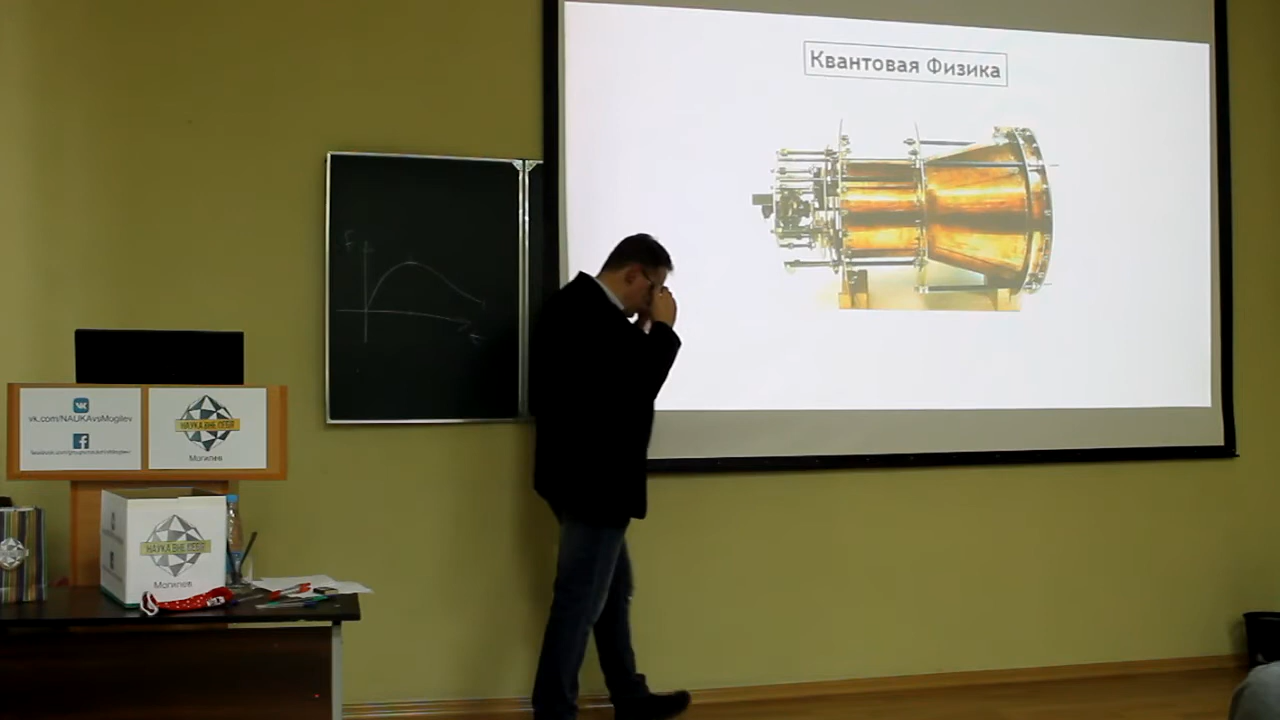 Квантовая Физика
F
vk.com/NAUKAvsMogilev
НАУКА ВНЕ СЕБЯ
Могилев
НАУКА ВНЕ СЕБЯ
Могилев